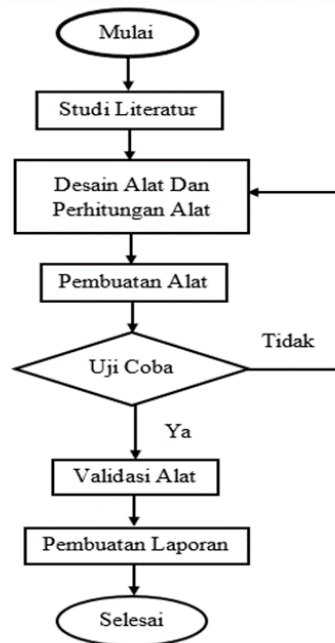 Mulai
Studi Literatur
Desain Alat Dan
Perhitungan Alat
Pembuatan Alat
Uji Coba
Tidak
Ya
Validasi Alat
Pembuatan Laporan
Selesai